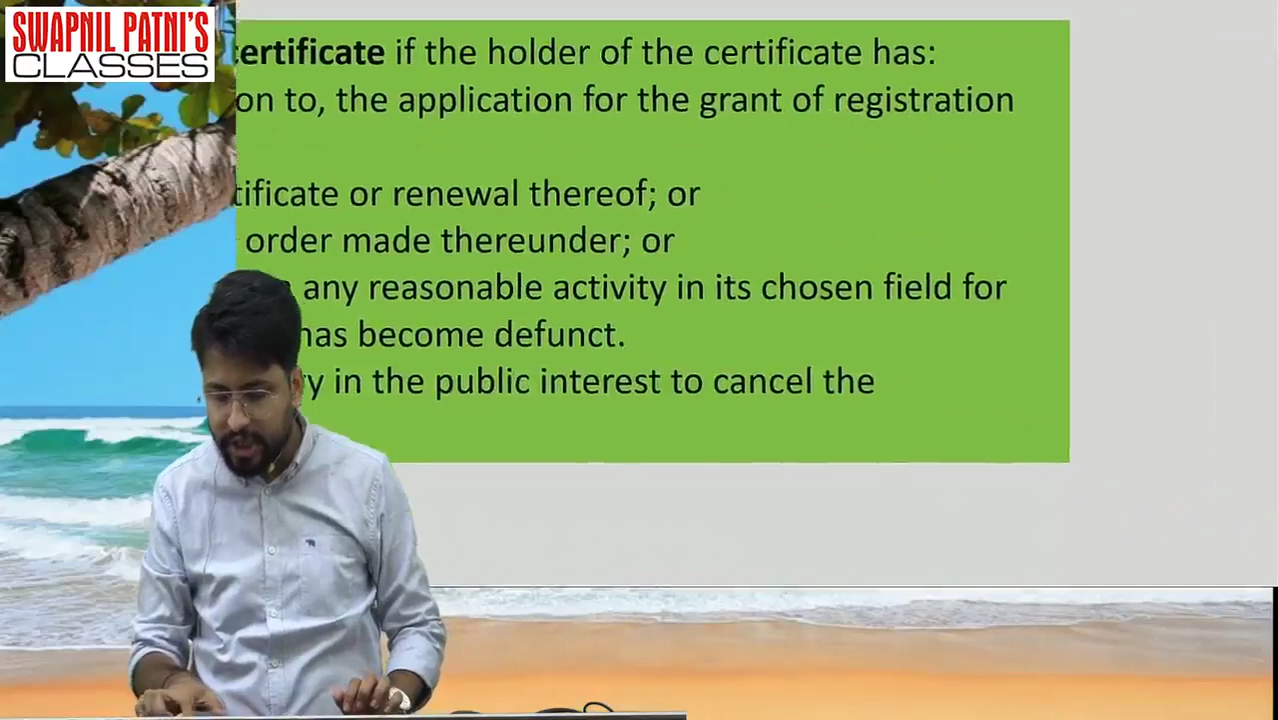 SWAPNIL PATNI'S
CLASSES
certificate if the holder of the certificate has:
on to, the application for the grant of registration
tificate or renewal thereof; or
order made thereunder; or
any reasonable activity in its chosen field for
has become defunct.
ry in the public interest to cancel the